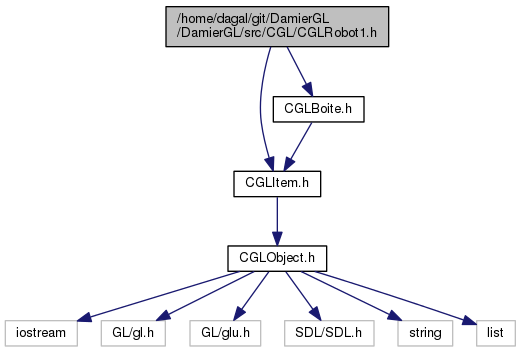 /home/dagal/git/DamierGL
/DamierGL/src/CGL/CGLRobot1.h
CGLBoite.h
CGLItem.h
CGLObject.h
iostream
GL/gl.h
GL/glu.h
SDL/SDL.h
string
list